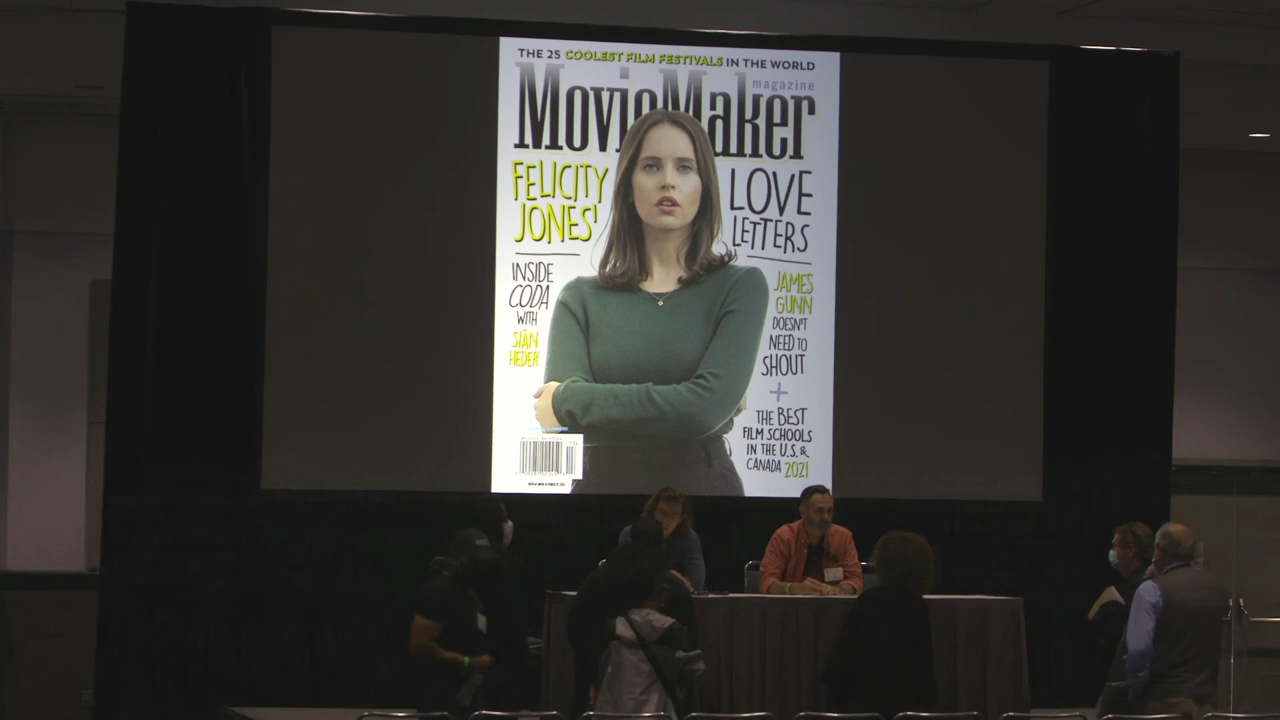 THE 25 COOLEST FILM FESTIVALS IN THE WORLD
MovieMaker
magazine
FELICITY
JONES'
LOVE
LETTERS
INSIDE
CODA
WITH
SIÂN
HEDER
JAMES
GUNN
DOESN'T
NEED TO
SHOUT
+
THE BEST
FILM SCHOOLS
IN THE U.S. &
CANADA 2021